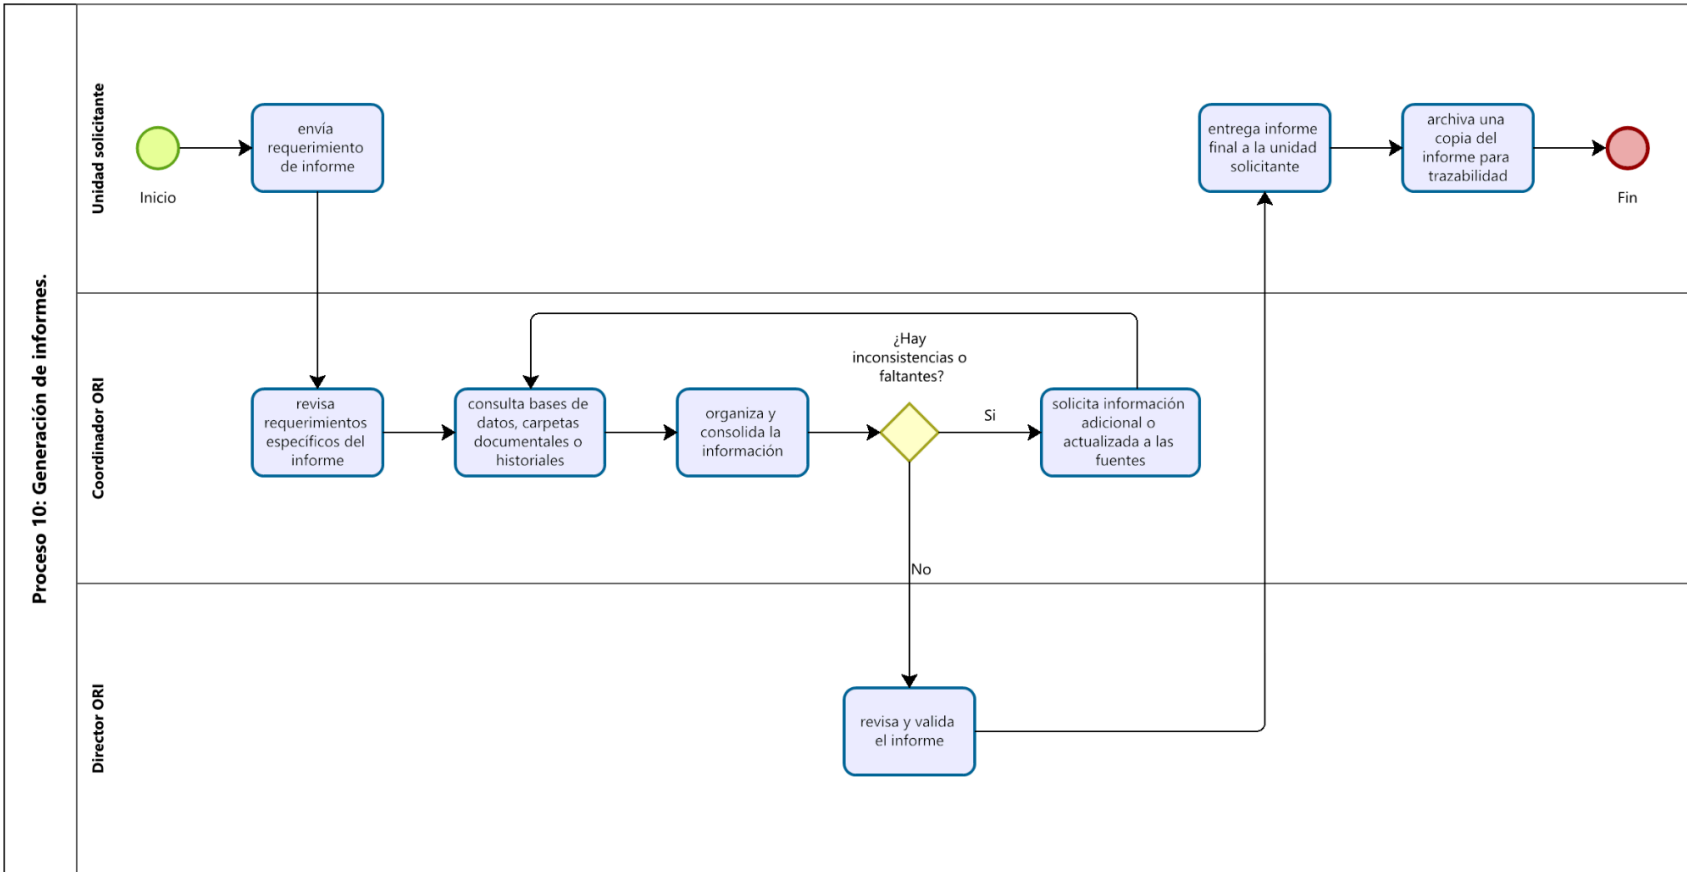 Proceso 10: Generación de informes.
Unidad solicitante
Inicio
envía
requerimiento
de informe
entrega informe
final a la unidad
solicitante
archiva una
copia del
informe para
trazabilidad
Fin
Coordinador ORI
revisa
requerimientos
específicos del
informe
consulta bases de
datos, carpetas
documentales o
historiales
organiza y
consolida la
información
¿Hay
inconsistencias o
faltantes?
Si
solicita información
adicional o
actualizada a las
fuentes
No
Director ORI
revisa y valida
el informe